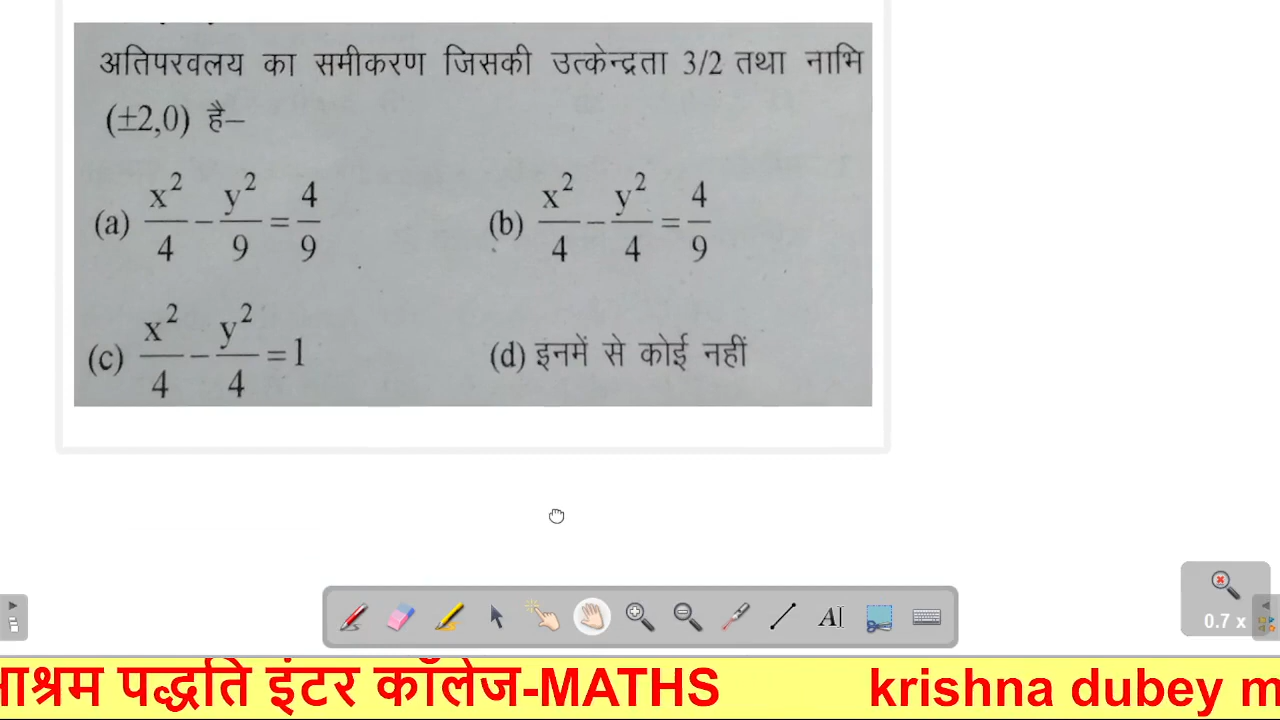 अतिपरवलय का समीकरण जिसकी उत्केन्द्रता 3/2 तथा नाभि
(±2,0) है–
(a) x²/4 − y²/9 = 4/9
(b) x²/4 − y²/4 = 4/9
(c) x²/4 − y²/4 = 1
(d) इनमें से कोई नहीं
0.7 x
आश्रम पद्धति इंटर कॉलेज-MATHS krishna dubey m